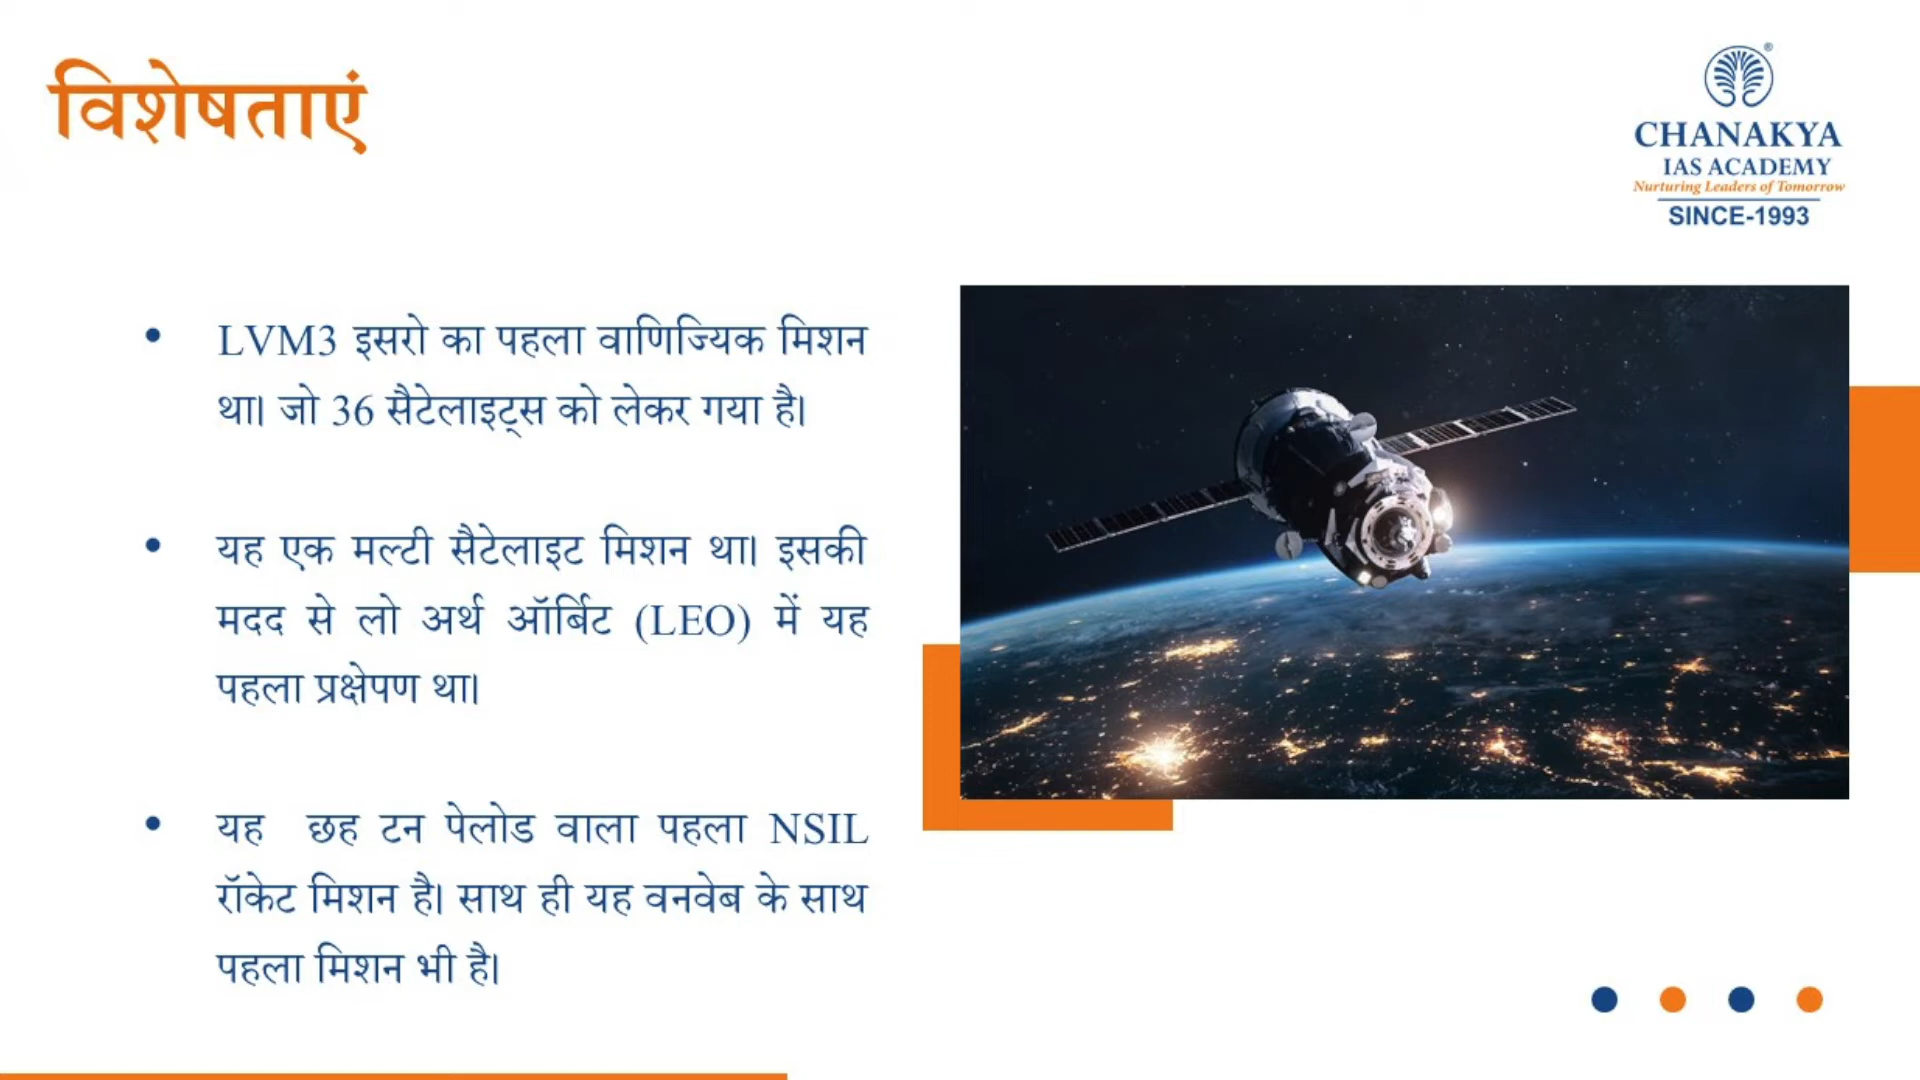 विशेषताएं
®
CHANAKYA
IAS ACADEMY
Nurturing Leaders of Tomorrow
SINCE-1993
• LVM3 इसरो का पहला वाणिज्यिक मिशन
था। जो 36 सैटेलाइट्स को लेकर गया है।
• यह एक मल्टी सैटेलाइट मिशन था। इसकी
मदद से लो अर्थ ऑर्बिट (LEO) में यह
पहला प्रक्षेपण था।
• यह छह टन पेलोड वाला पहला NSIL
रॉकेट मिशन है। साथ ही यह वनवेब के साथ
पहला मिशन भी है।